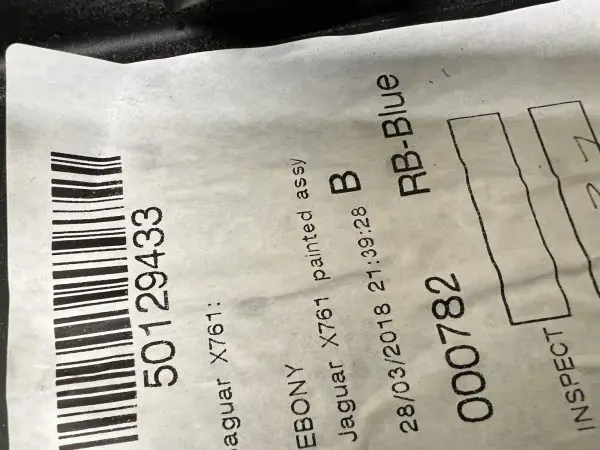 50129433
aguar X761:
EBONY
Jaguar X761 painted assy
28/03/2018 21:39:28 B
000782 RB-Blue
INSPECT